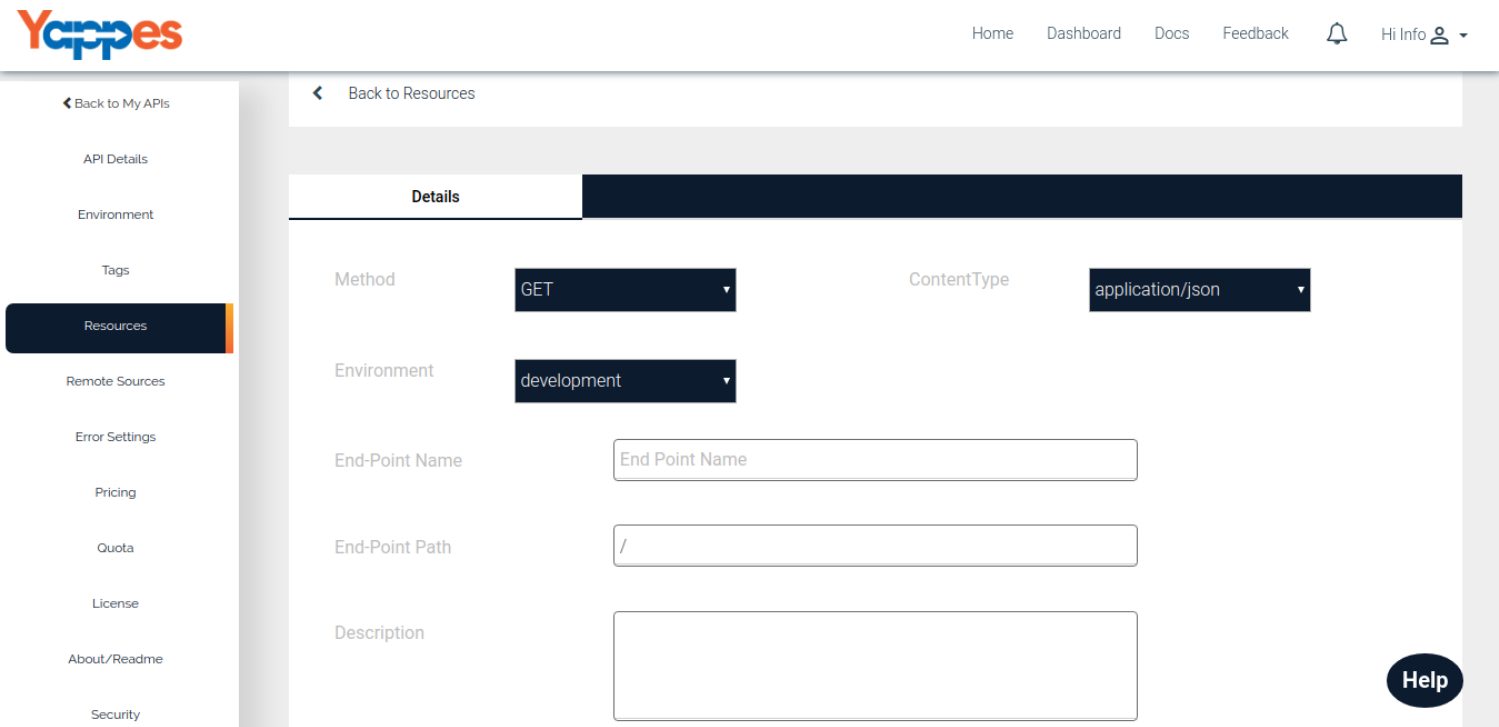 Yappes
Home Dashboard Docs Feedback Hi Info
Back to My APIs
API Details
Environment
Tags
Resources
Remote Sources
Error Settings
Pricing
Quota
License
About/Readme
Security
Back to Resources
Details
Method GET ContentType application/json
Environment development
End-Point Name End Point Name
End-Point Path /
Description
Help